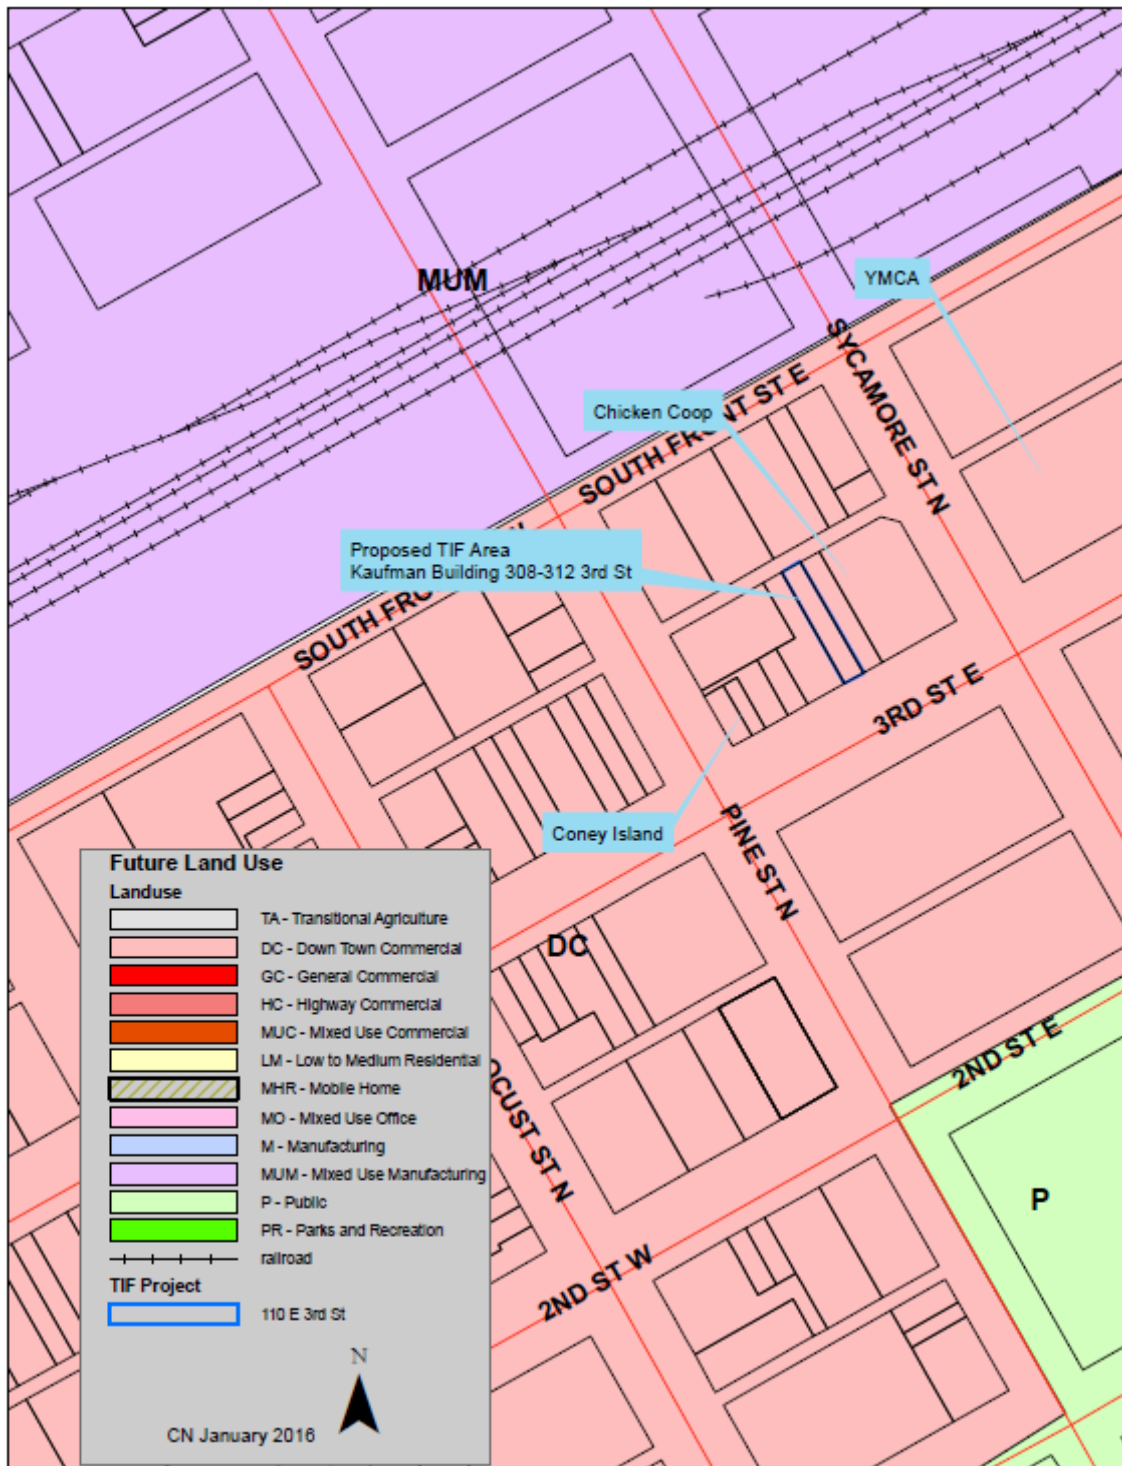 MUM
YMCA
SYCAMORE ST N
Chicken Coop
SOUTH FRONT ST E
Proposed TIF Area
Kaufman Building 308-312 3rd St
SOUTH FRO
3RD ST E
Coney Island
PINE ST N
DC
2ND ST E
OCUST ST N
P
2ND ST W
Future Land Use
Landuse
TA - Transitional Agriculture
DC - Down Town Commercial
GC - General Commercial
HC - Highway Commercial
MUC - Mixed Use Commercial
LM - Low to Medium Residential
MHR - Mobile Home
MO - Mixed Use Office
M - Manufacturing
MUM - Mixed Use Manufacturing
P - Public
PR - Parks and Recreation
railroad
TIF Project
110 E 3rd St
N
CN January 2016